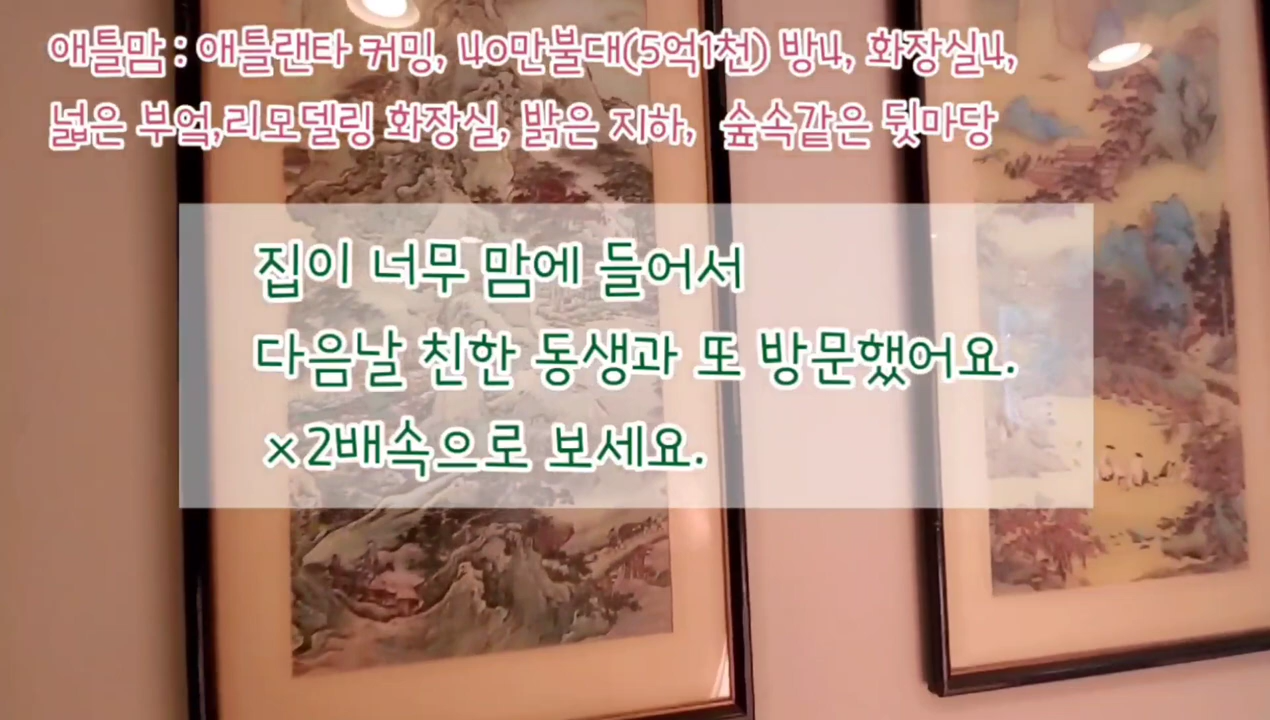 애틀맘 : 애틀랜타 커밍, 40만불대(5억1천) 방4, 화장실4,
넓은 부엌,리모델링 화장실, 밝은 지하, 숲속같은 뒷마당
집이 너무 맘에 들어서
다음날 친한 동생과 또 방문했어요.
×2배속으로 보세요.